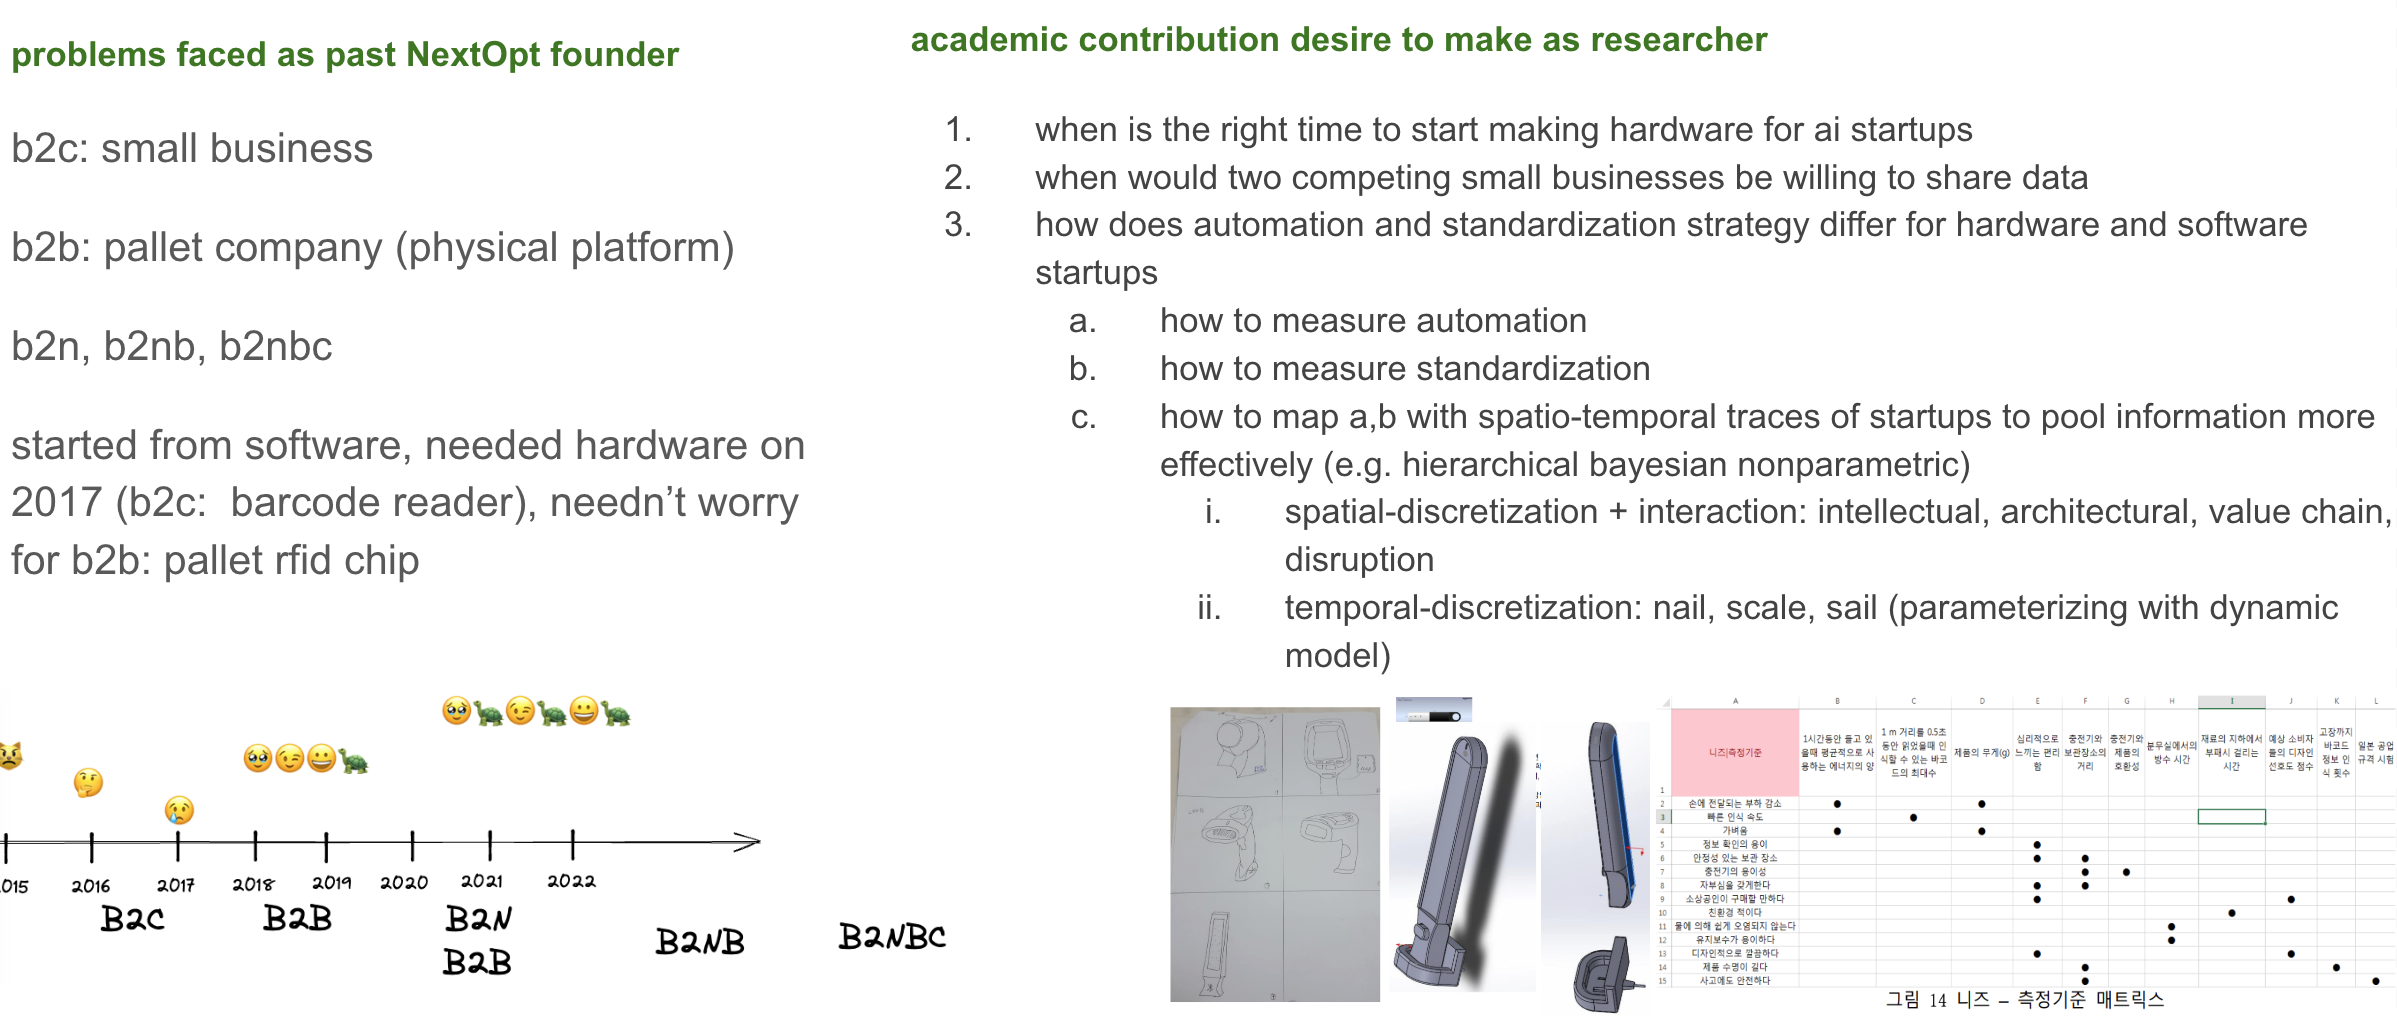 problems faced as past NextOpt founder
b2c: small business
b2b: pallet company (physical platform)
b2n, b2nb, b2nbc
started from software, needed hardware on
2017 (b2c:  barcode reader), needn’t worry
for b2b: pallet rfid chip
015 2016 2017 2018 2019 2020 2021 2022
B2C B2B B2N
B2B
B2NB B2NBC
academic contribution desire to make as researcher
1. when is the right time to start making hardware for ai startups
2. when would two competing small businesses be willing to share data
3. how does automation and standardization strategy differ for hardware and software
startups
a. how to measure automation
b. how to measure standardization
c. how to map a,b with spatio-temporal traces of startups to pool information more
effectively (e.g. hierarchical bayesian nonparametric)
i. spatial-discretization + interaction: intellectual, architectural, value chain,
disruption
ii. temporal-discretization: nail, scale, sail (parameterizing with dynamic
model)
A B C D E F G H I J K L
1 니즈|측정기준
1시간동안 들고 있
을때 평균적으로 사
용하는 에너지의 양
1 m 거리를 0.5초
동안 읽었을때 인
식할 수 있는 바코
드의 최대수
제품의 무게(g)
심리적으로
느끼는 편리
함
충전기와
보관장소의
거리
충전기와
제품의
호환성
분무실에서의
방수 시간
재료의 지하에서
부패시 걸리는
시간
예상 소비자
들의 디자인
선호도 점수
고장까지
바코드
정보 인
식 횟수
일본 공업
규격 시험
2 손에 전달되는 부하 감소
3 빠른 인식 속도
4 가벼움
5 정보 확인의 용이
6 안정성 있는 보관 장소
7 충전기의 용이성
8 자부심을 갖게한다
9 소상공인이 구매할 만하다
10 친환경 적이다
11 물에 의해 쉽게 오염되지 않는다
12 유지보수가 용이하다
13 디자인적으로 깔끔하다
14 제품 수명이 길다
15 사고에도 안전하다
그림 14 니즈 – 측정기준 매트릭스